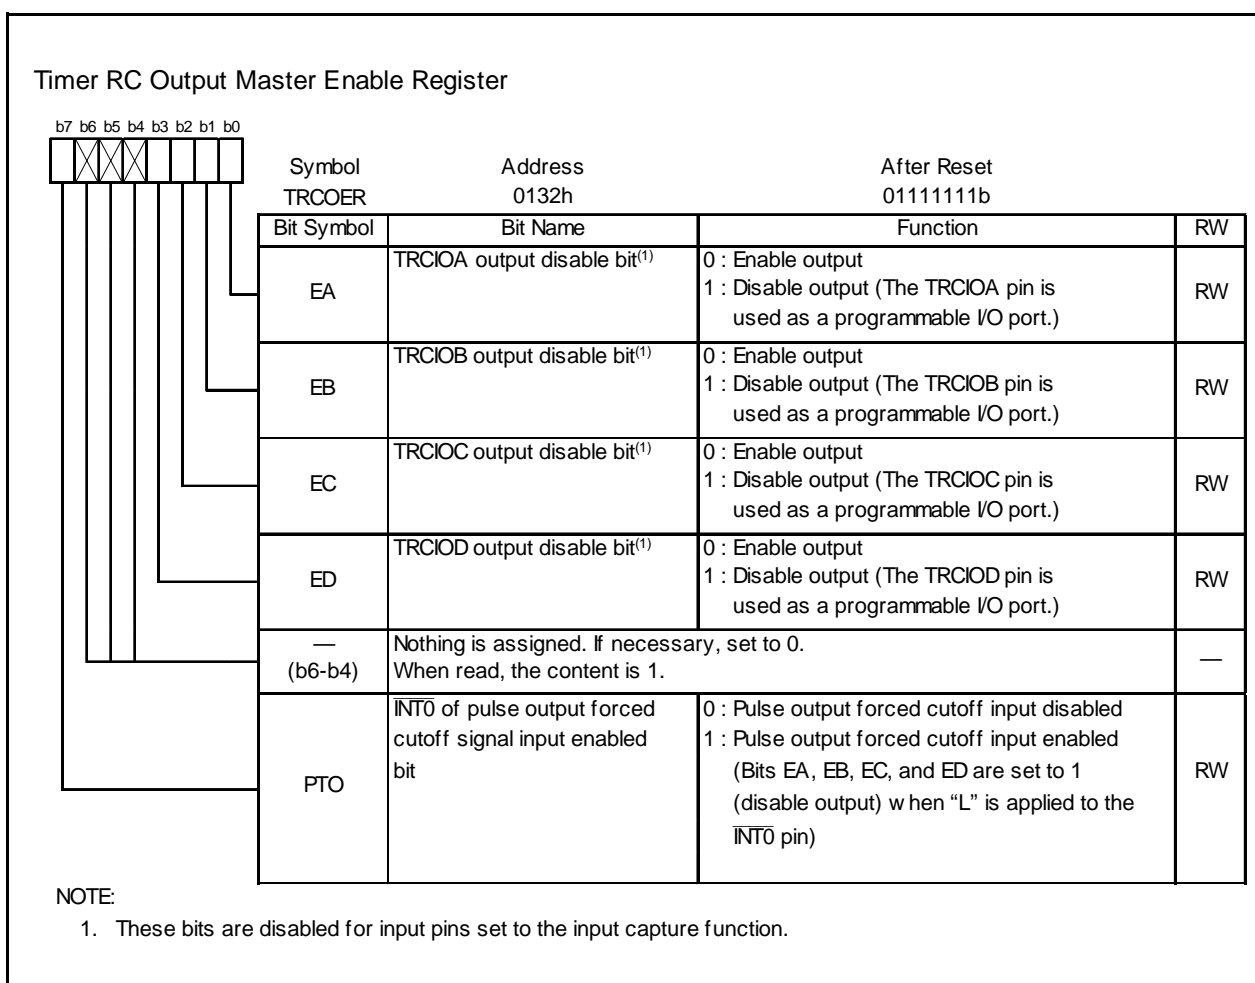 Timer RC Output Master Enable Register
b7 b6 b5 b4 b3 b2 b1 b0
Symbol Address After Reset
TRCOER 0132h 01111111b
Bit Symbol Bit Name Function RW
EA
TRCIOA output disable bit(1)
0 : Enable output
1 : Disable output (The TRCIOA pin is
used as a programmable I/O port.)
RW
EB
TRCIOB output disable bit(1)
0 : Enable output
1 : Disable output (The TRCIOB pin is
used as a programmable I/O port.)
RW
EC
TRCIOC output disable bit(1)
0 : Enable output
1 : Disable output (The TRCIOC pin is
used as a programmable I/O port.)
RW
ED
TRCIOD output disable bit(1)
0 : Enable output
1 : Disable output (The TRCIOD pin is
used as a programmable I/O port.)
RW
—
(b6-b4)
Nothing is assigned. If necessary, set to 0.
When read, the content is 1.
—
PTO
INT0 of pulse output forced
cutoff signal input enabled
bit
0 : Pulse output forced cutoff input disabled
1 : Pulse output forced cutoff input enabled
(Bits EA, EB, EC, and ED are set to 1
(disable output) when “L” is applied to the
INT0 pin)
RW
NOTE:
1. These bits are disabled for input pins set to the input capture function.